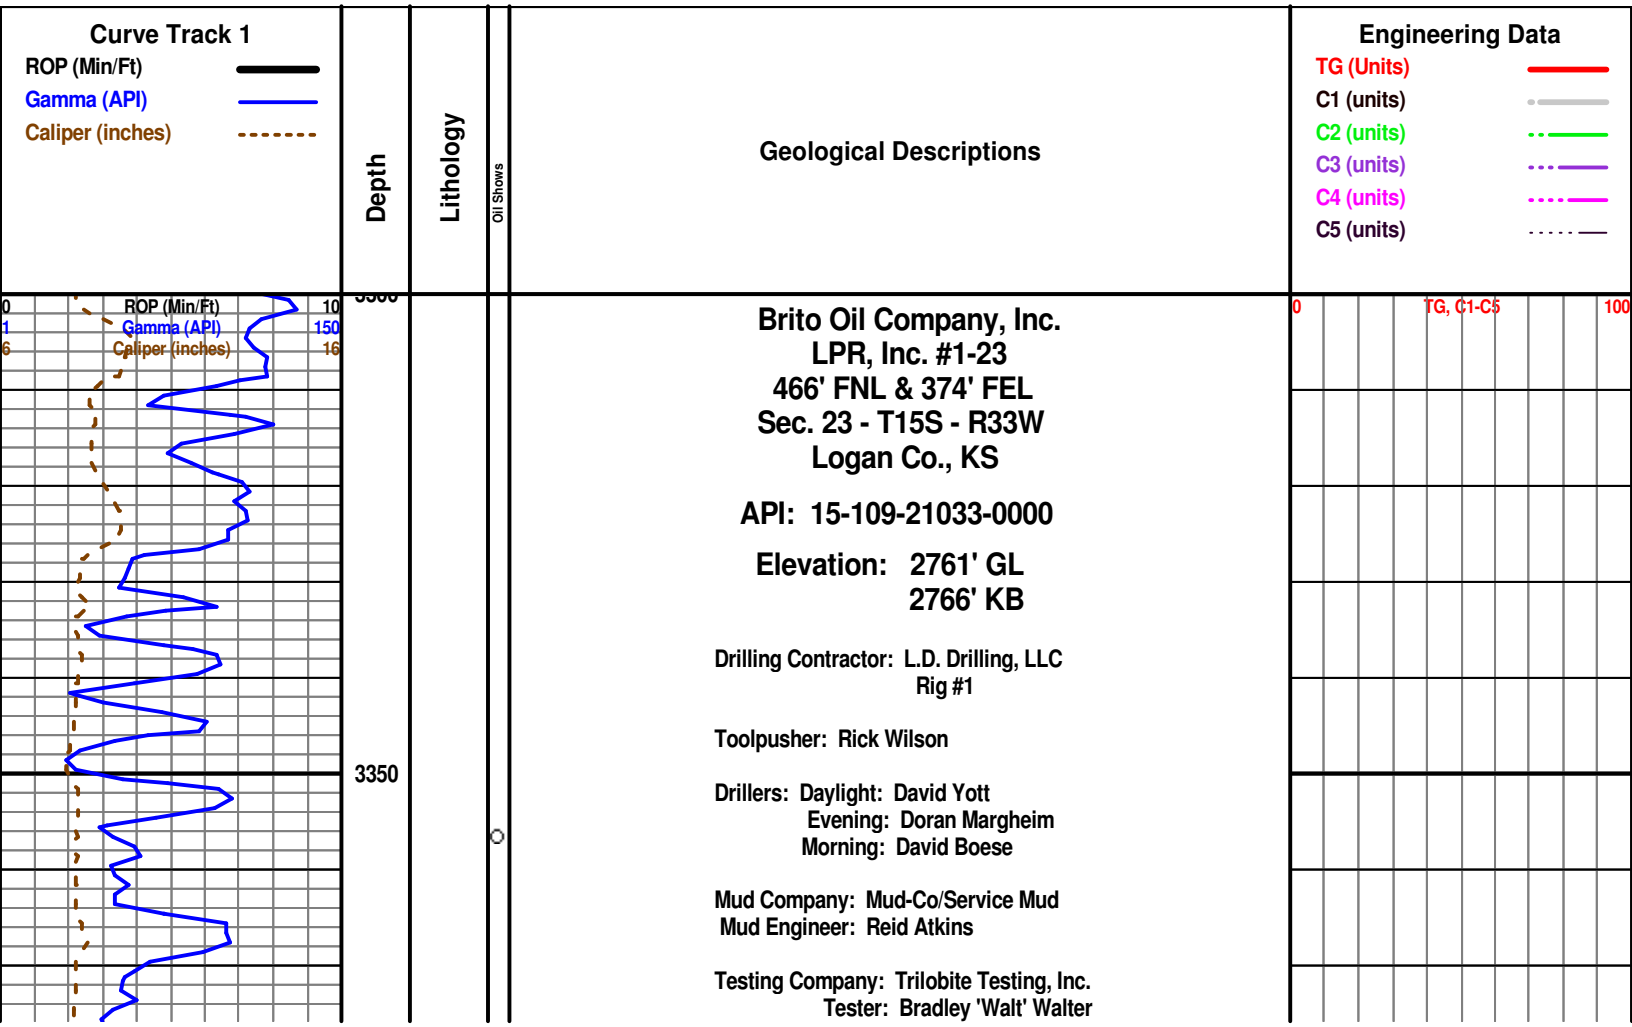 Curve Track 1
ROP (Min/Ft)
Gamma (API)
Caliper (inches)
Depth
Lithology
Oil Shows
Geological Descriptions
Engineering Data
TG (Units)
C1 (units)
C2 (units)
C3 (units)
C4 (units)
C5 (units)
0 ROP (Min/Ft) 10
1 Gamma (API) 150
6 Caliper (inches) 16
3350
0 TG, C1-C5 100
Brito Oil Company, Inc.
LPR, Inc. #1-23
466' FNL & 374' FEL
Sec. 23 - T15S - R33W
Logan Co., KS
API: 15-109-21033-0000
Elevation: 2761' GL
2766' KB
Drilling Contractor: L.D. Drilling, LLC
Rig #1
Toolpusher: Rick Wilson
Drillers: Daylight: David Yott
Evening: Doran Margheim
Morning: David Boese
Mud Company: Mud-Co/Service Mud
Mud Engineer: Reid Atkins
Testing Company: Trilobite Testing, Inc.
Tester: Bradley 'Walt' Walter